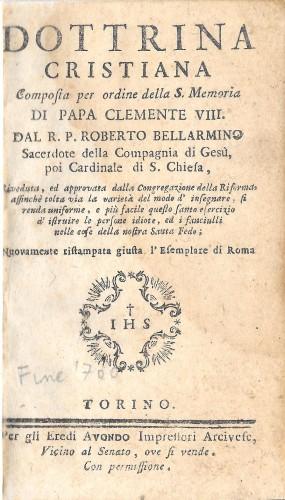 DOTTRINA
CRISTIANA
Composta per ordine della S. Memoria
DI PAPA CLEMENTE VIII.
DAL R. P. ROBERTO BELLARMINO
Sacerdote della Compagnia di Gesù,
poi Cardinale di S. Chiesa,
Riveduta, ed approvata dalla Congregazione della Riforma,
affinchè tolta via la varietà del modo d' insegnare, si
renda uniforme, e più facile questo santo esercizio
d' istruire le persone idiote, ed i fanciulli
nelle cose della nostra Santa Fede;
Nuovamente ristampata giusta l' Esemplare di Roma
IHS
Fine '700
TORINO.
Per gli Eredi AVONDO Impressori Arcivesc,
Vicino al Senato, ove si vende.
Con permissione.